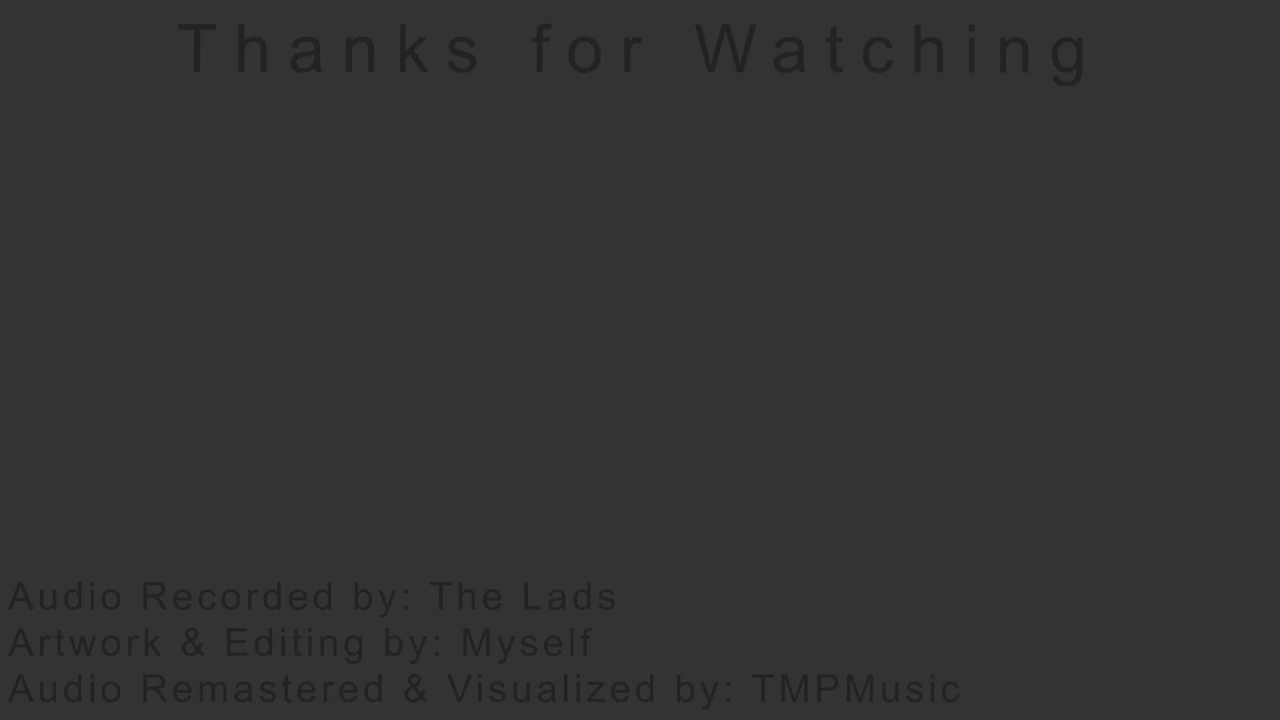 Thanks for Watching
Audio Recorded by: The Lads
Artwork & Editing by: Myself
Audio Remastered & Visualized by: TMPMusic